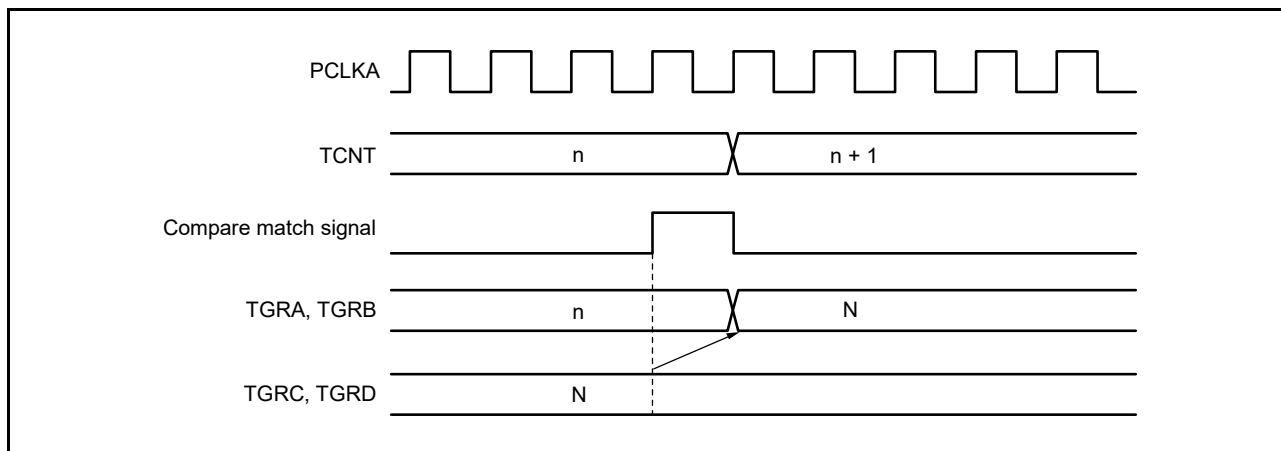 PCLKA
TCNT n n + 1
Compare match signal
TGRA, TGRB n N
TGRC, TGRD N